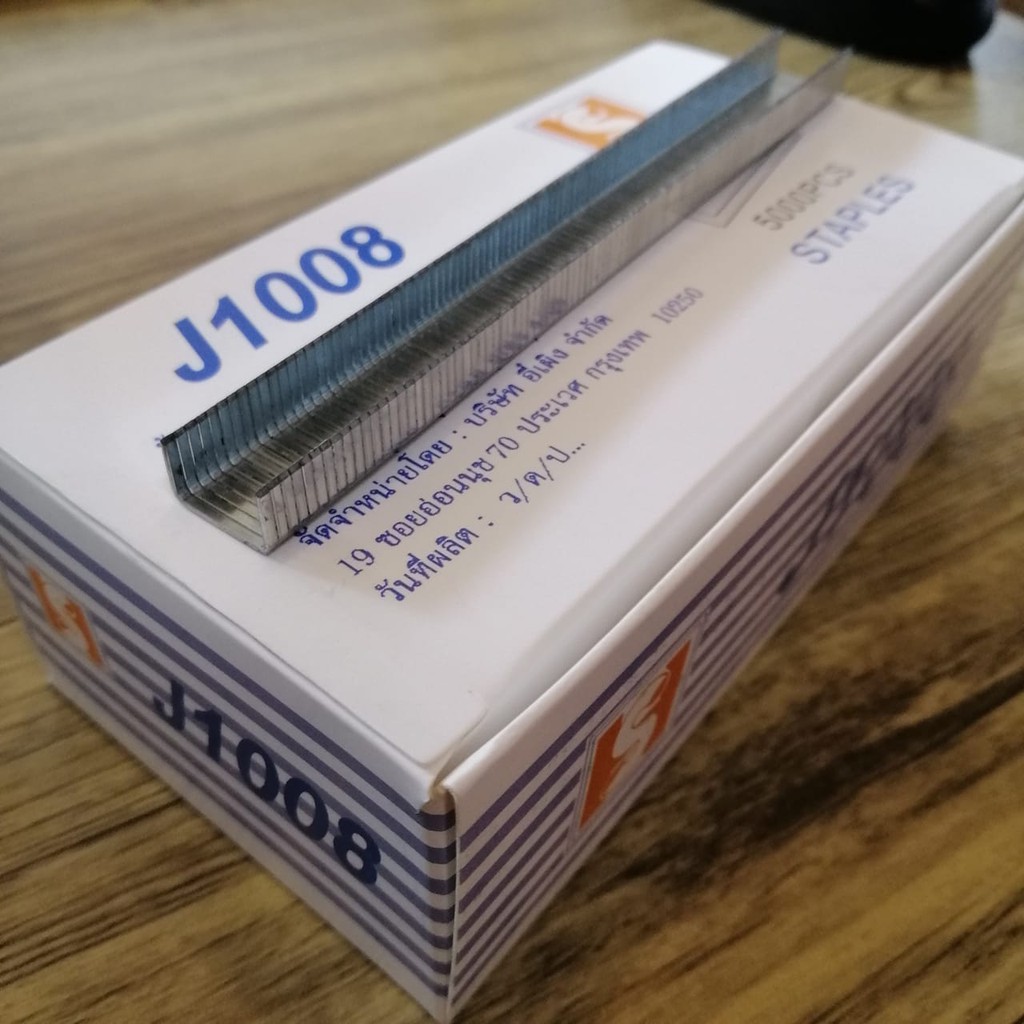 J1008
5000PCS
STAPLES
จัดจำหน่ายโดย : บริษัท อี่เผิง จำกัด
19 ซอยอ่อนนุช 70 ประเวศ กรุงเทพ 10250
วันที่ผลิต : ว/ด/ป...
J1008